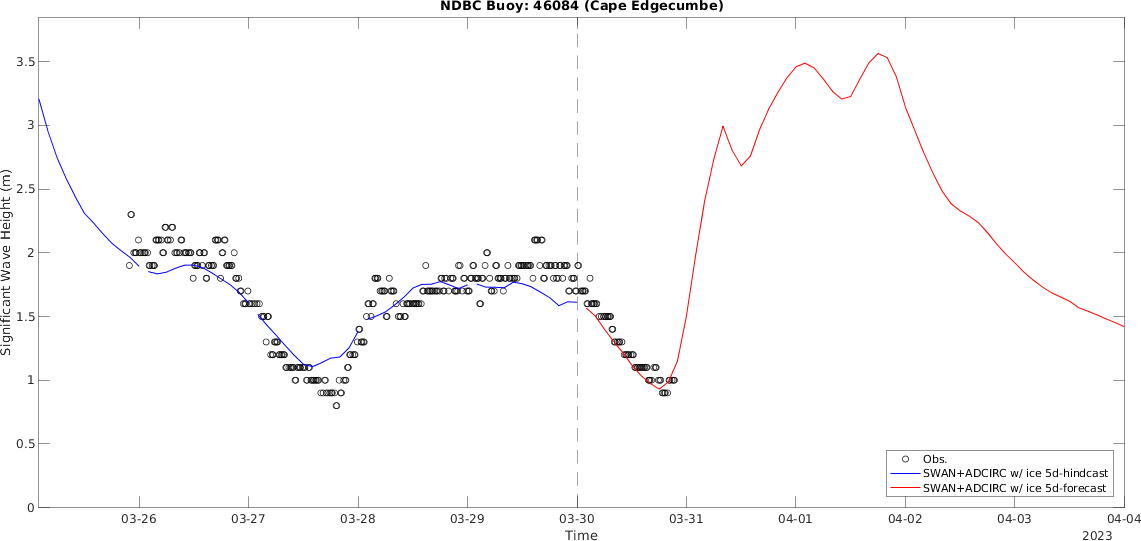 NDBC Buoy: 46084 (Cape Edgecumbe)
Significant Wave Height (m)
3.5
3
2.5
2
1.5
1
0.5
0
Obs.
SWAN+ADCIRC w/ ice 5d-hindcast
SWAN+ADCIRC w/ ice 5d-forecast
03-26 03-27 03-28 03-29 03-30 03-31 04-01 04-02 04-03 04-04
Time
2023